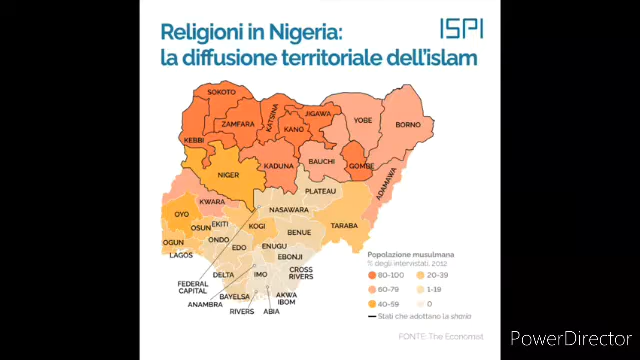 Religioni in Nigeria:
la diffusione territoriale dell'islam
ISPI
SOKOTO
KATSINA
JIGAWA
ZAMFARA
KANO
YOBE
BORNO
KEBBI
KADUNA
BAUCHI
GOMBE
NIGER
ADAMAWA
PLATEAU
KWARA
NASARAWA
OYO
EKITI
KOGI
TARABA
OSUN
BENUE
OGUN
ONDO
EDO
ENUGU
LAGOS
EBONJI
DELTA
IMO
CROSS
RIVERS
FEDERAL
CAPITAL
ANAMBRA
BAYELSA
AKWA
IBOM
RIVERS
ABIA
Popolazione musulmana
% degli intervistati, 2012
80-100
20-39
60-79
1-19
40-59
0
Stati che adottano la sharia
FONTE: The Economist
PowerDirector